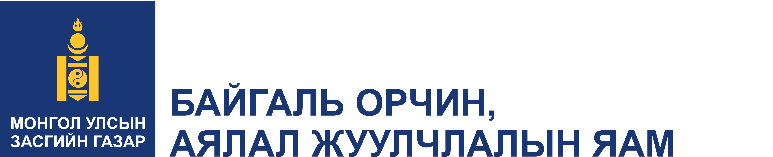 МОНГОЛ УЛСЫН
ЗАСГИЙН ГАЗАР
БАЙГАЛЬ ОРЧИН,
АЯЛАЛ ЖУУЛЧЛАЛЫН ЯАМ